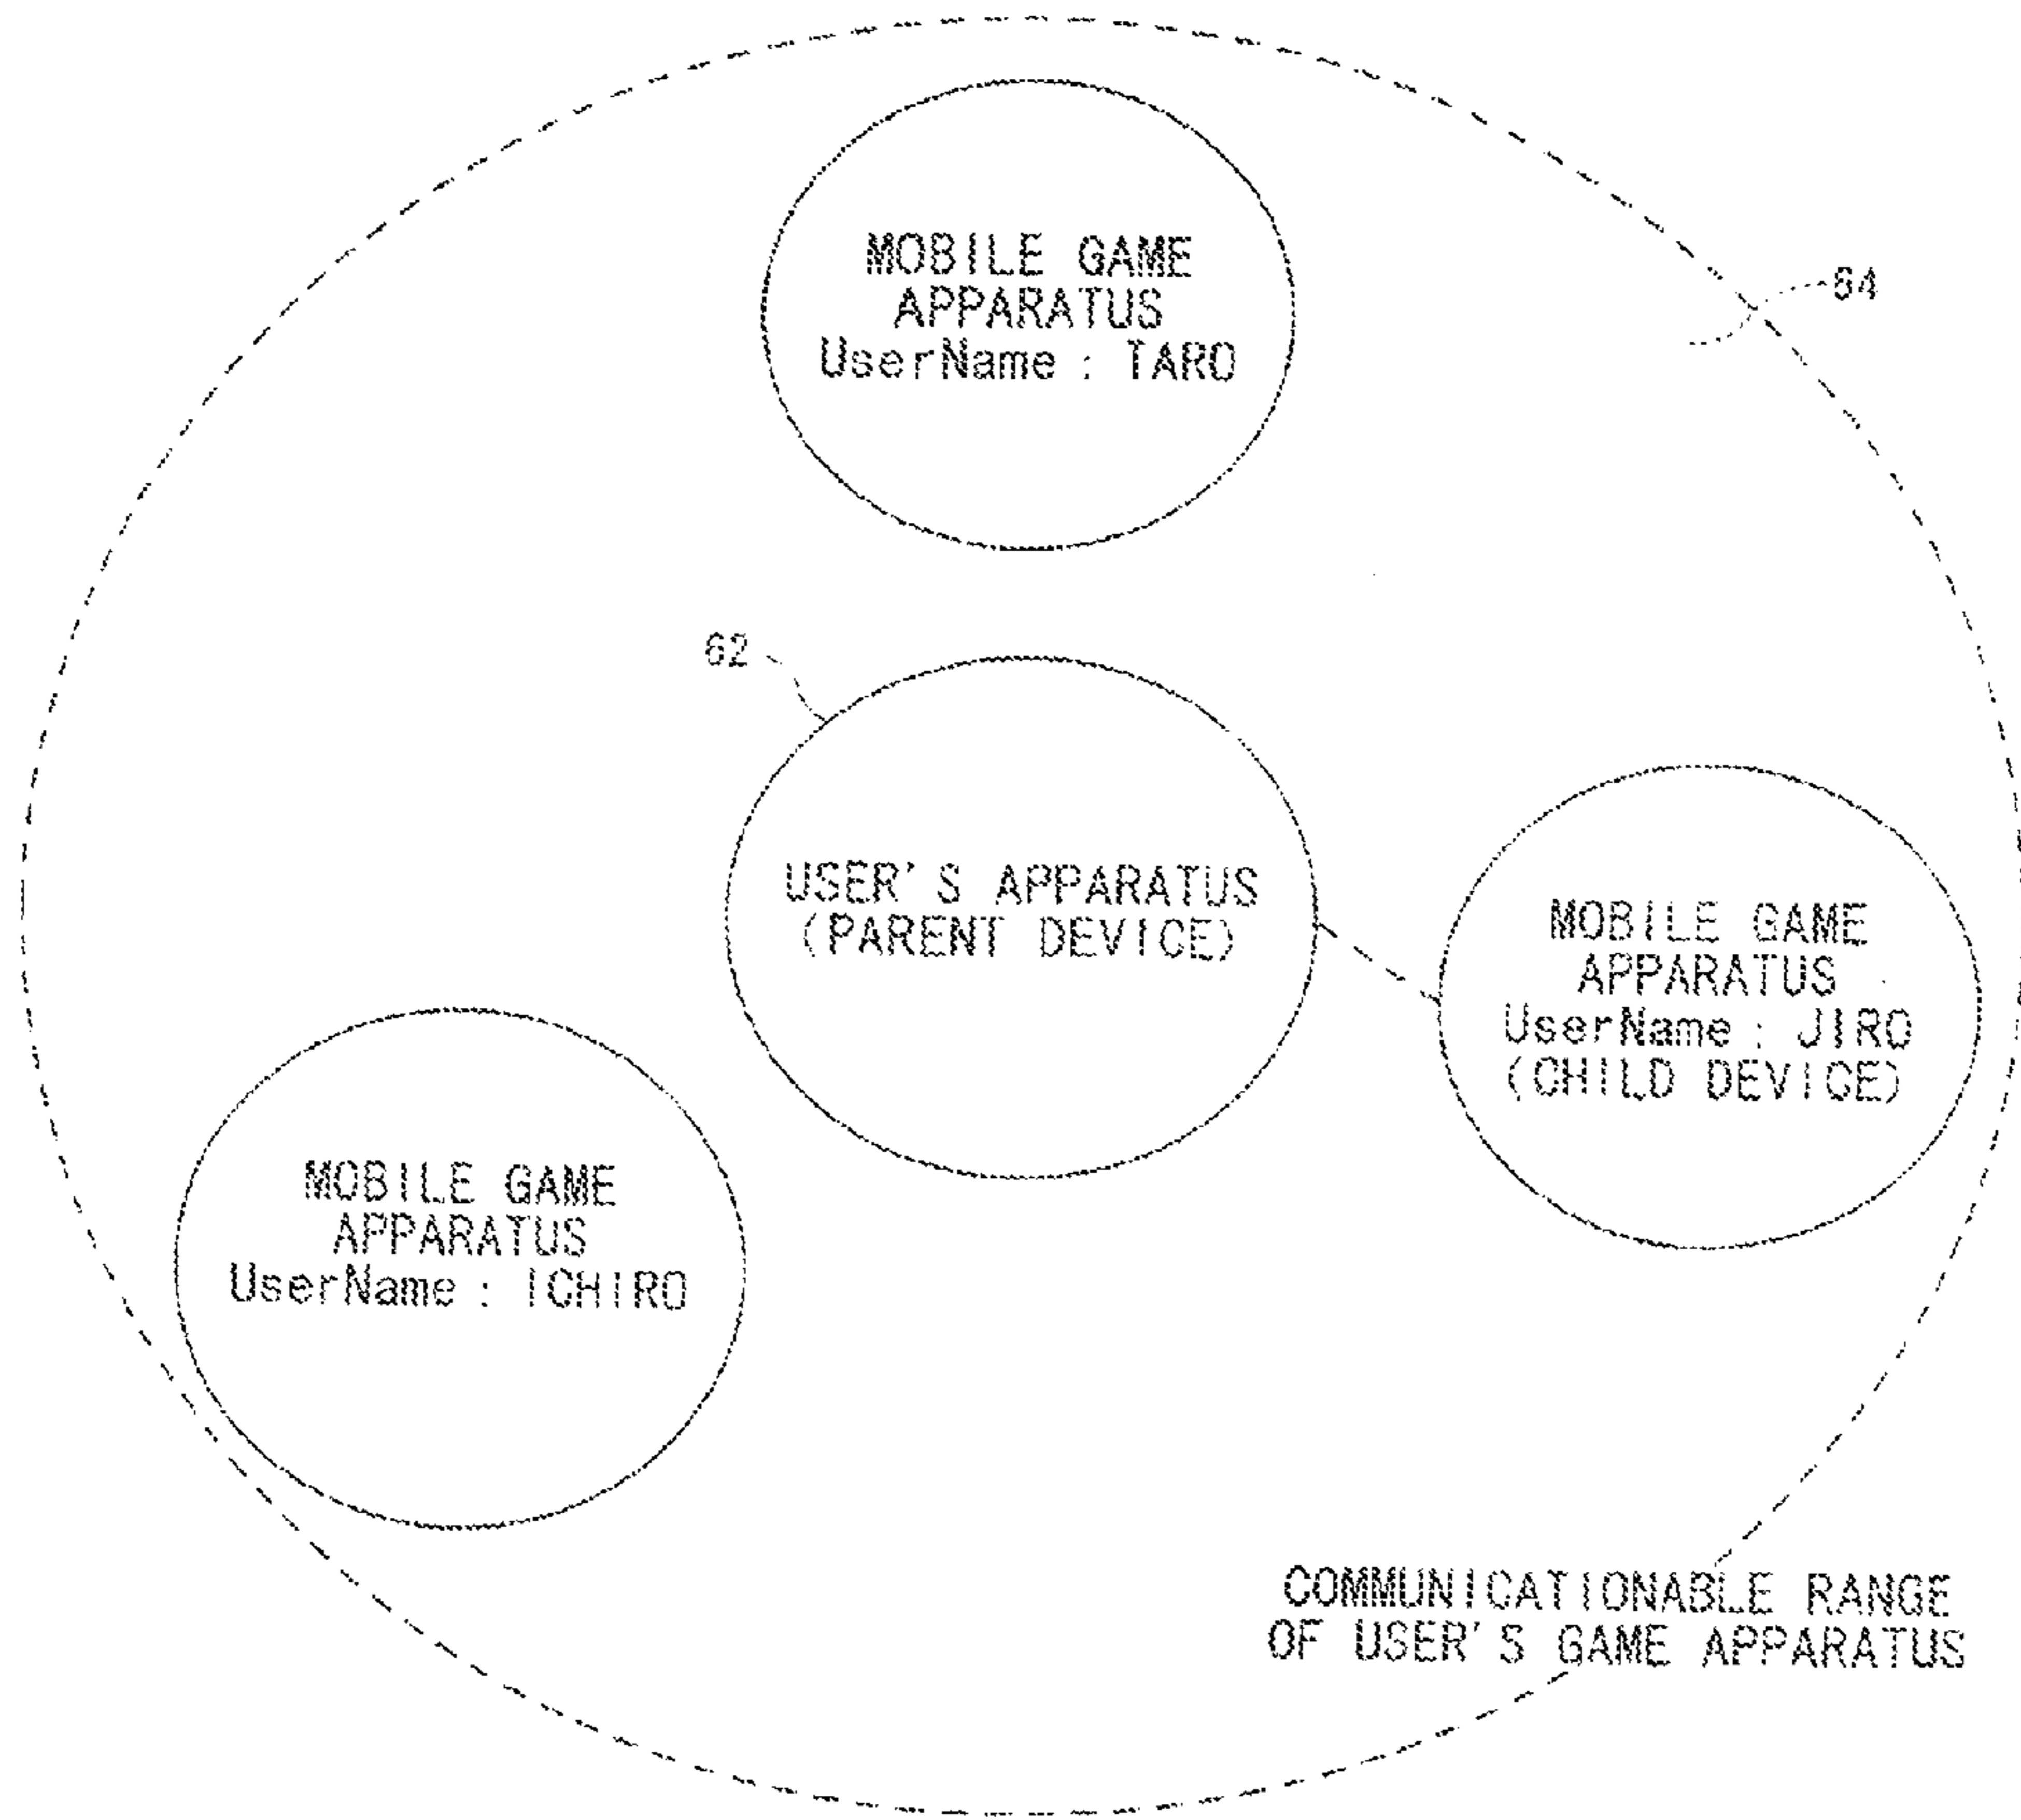 MOBILE GAME
APPARATUS
UserName : TARO
64
62
USER'S APPARATUS
(PARENT DEVICE)
MOBILE GAME
APPARATUS
UserName : JIRO
(CHILD DEVICE)
MOBILE GAME
APPARATUS
UserName : ICHIRO
COMMUNICATIONABLE RANGE
OF USER'S GAME APPARATUS